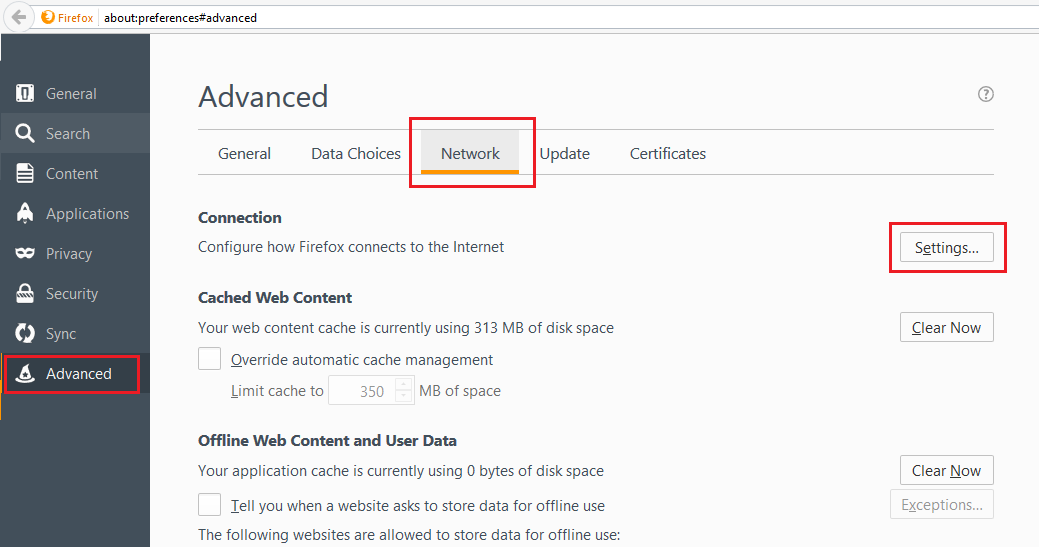 Firefox about:preferences#advanced
General
Search
Content
Applications
Privacy
Security
Sync
Advanced
Advanced
General Data Choices Network Update Certificates
Connection
Configure how Firefox connects to the Internet Settings...
Cached Web Content
Your web content cache is currently using 313 MB of disk space Clear Now
Override automatic cache management
Limit cache to 350 MB of space
Offline Web Content and User Data
Your application cache is currently using 0 bytes of disk space Clear Now
Tell you when a website asks to store data for offline use Exceptions...
The following websites are allowed to store data for offline use: